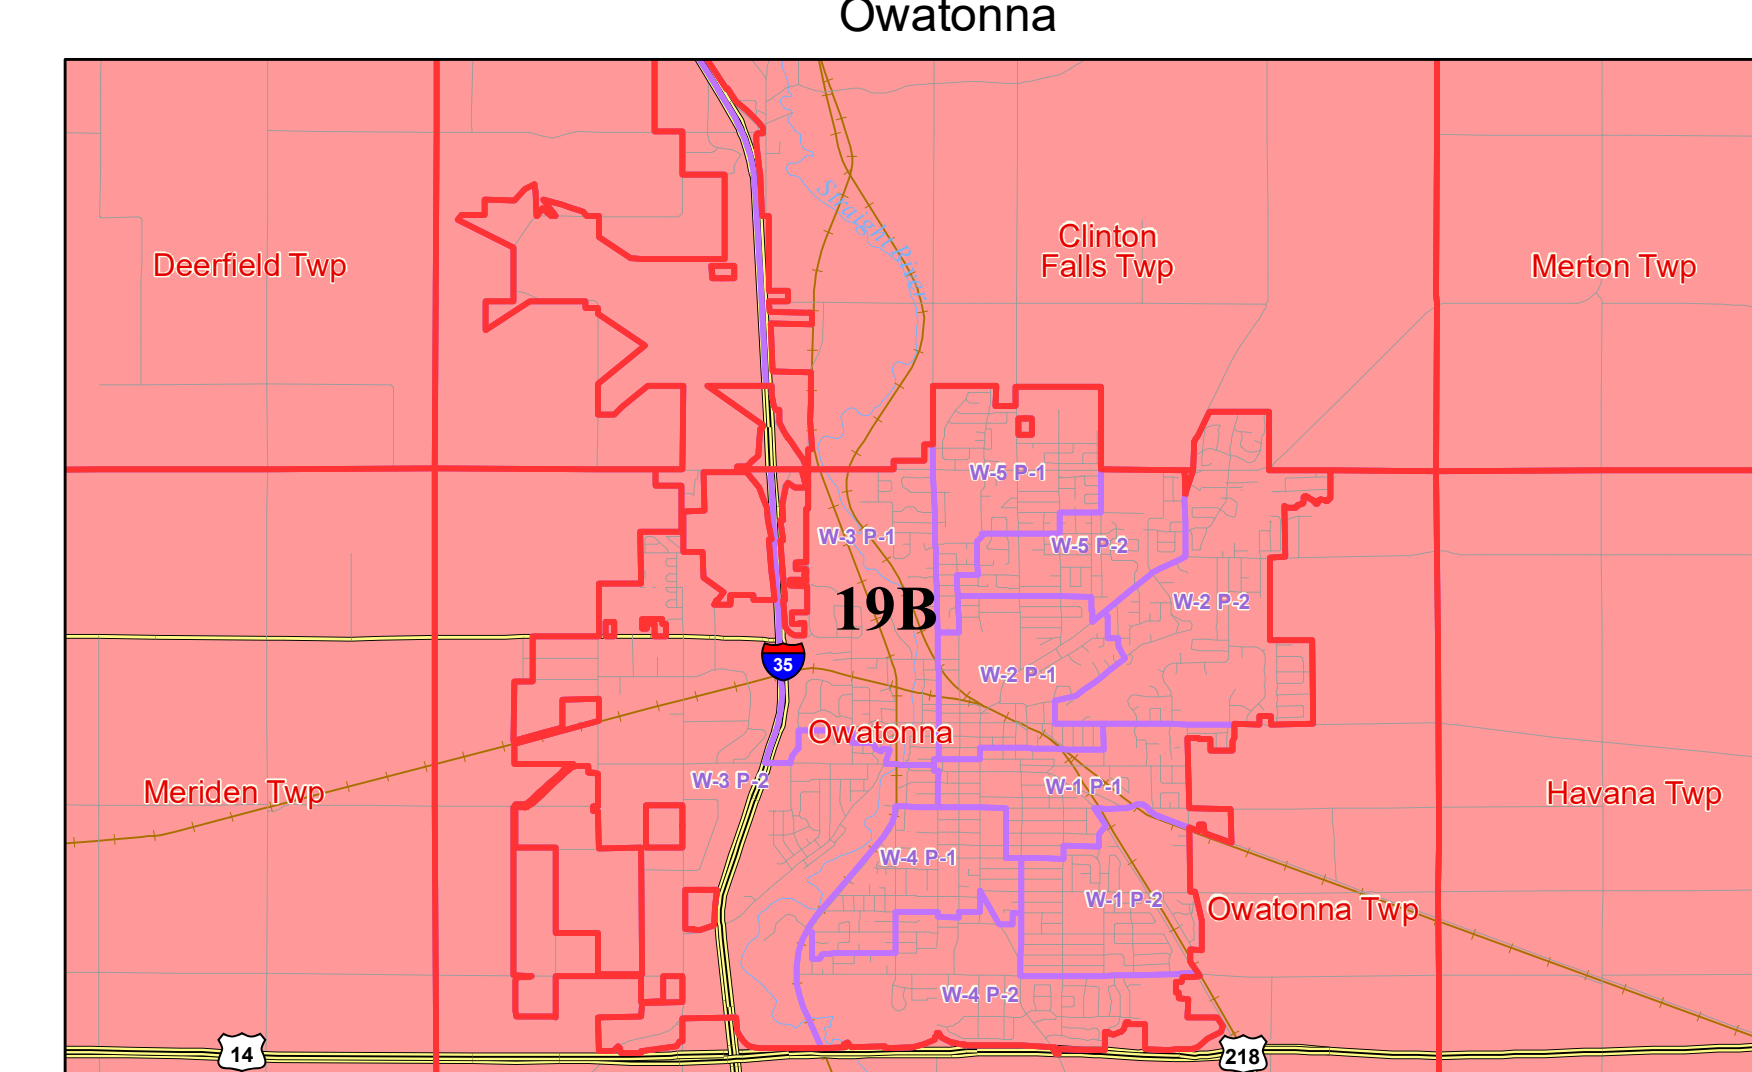 Owatonna
Straight River
Clinton
Falls Twp
Deerfield Twp
Merton Twp
W-5 P-1
W-3 P-1
W-5 P-2
19B
W-2 P-2
35
W-2 P-1
Owatonna
W-3 P-2
W-1 P-1
Meriden Twp
Havana Twp
W-4 P-1
W-1 P-2
Owatonna Twp
W-4 P-2
14
218